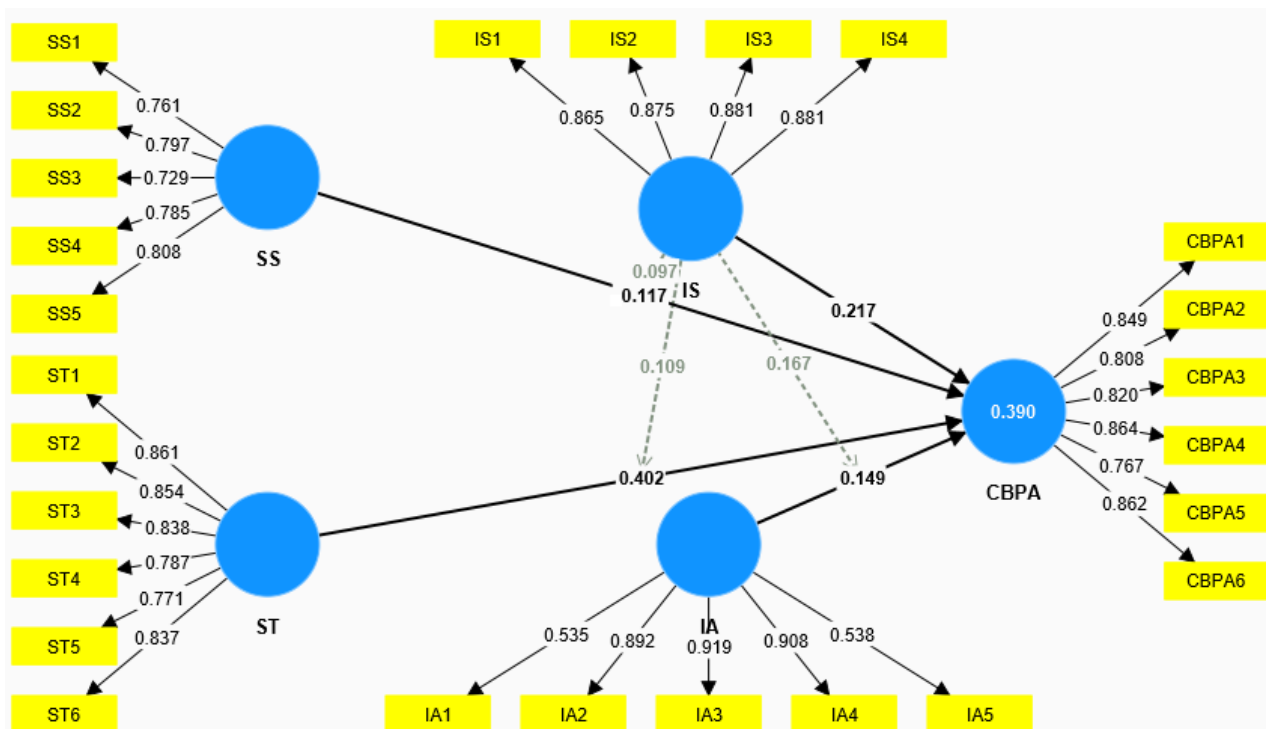 SS1
SS2
SS3
SS4
SS5
0.761
0.797
0.729
0.785
0.808
SS
IS1
IS2
IS3
IS4
0.865
0.875
0.881
0.881
IS
0.097
0.117
0.217
0.109
0.167
ST1
ST2
ST3
ST4
ST5
ST6
0.861
0.854
0.838
0.787
0.771
0.837
ST
0.402
0.149
IA
0.535
0.892
0.919
0.908
0.538
IA1
IA2
IA3
IA4
IA5
0.390
CBPA
0.849
0.808
0.820
0.864
0.767
0.862
CBPA1
CBPA2
CBPA3
CBPA4
CBPA5
CBPA6